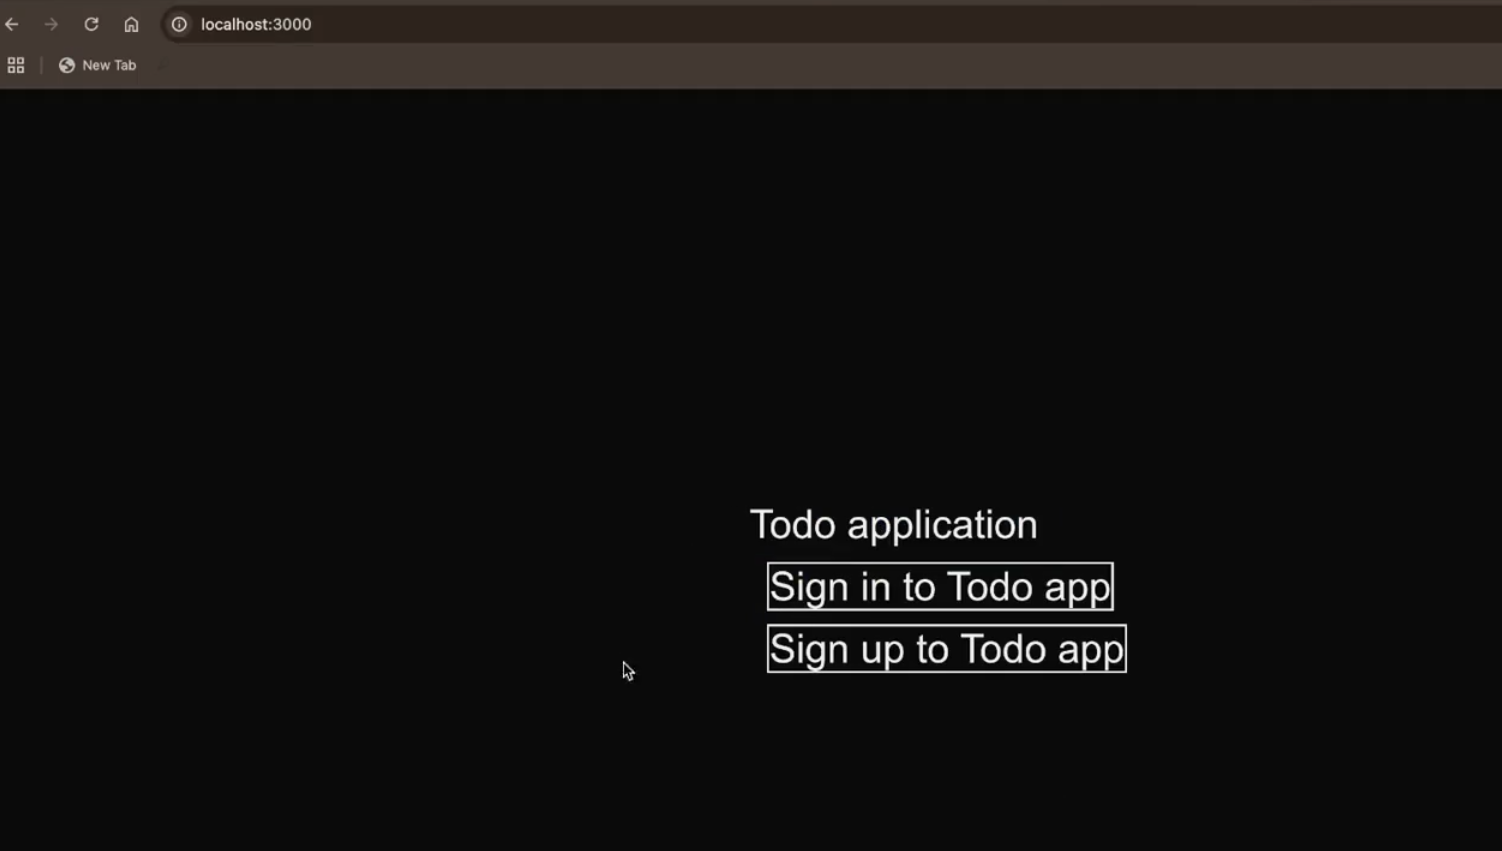 localhost:3000
New Tab
Todo application
Sign in to Todo app
Sign up to Todo app